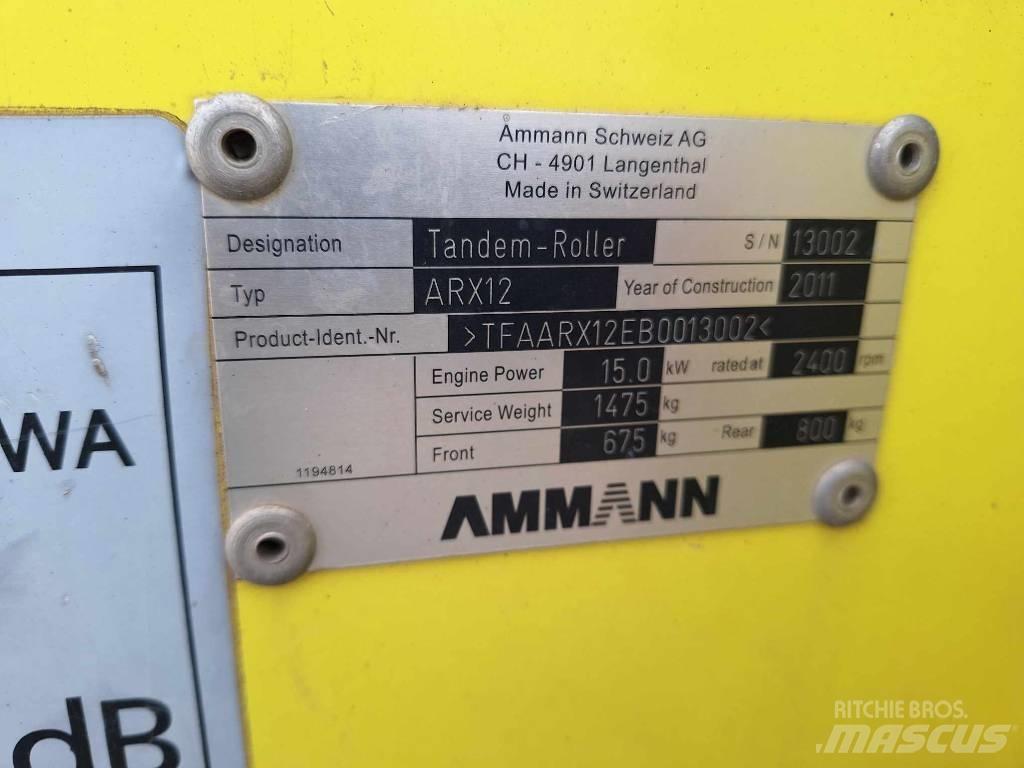 Ammann Schweiz AG
CH - 4901 Langenthal
Made in Switzerland
Designation Tandem-Roller S/N 13002
Typ ARX12 Year of Construction 2011
Product-Ident.-Nr. >TFAARX12EB0013002<
Engine Power 15.0 kW rated at 2400 rpm
Service Weight 1475 kg
Front 675 kg Rear 800 kg
1194814
AMMANN
WA
dB
RITCHIE BROS.
MASCUS